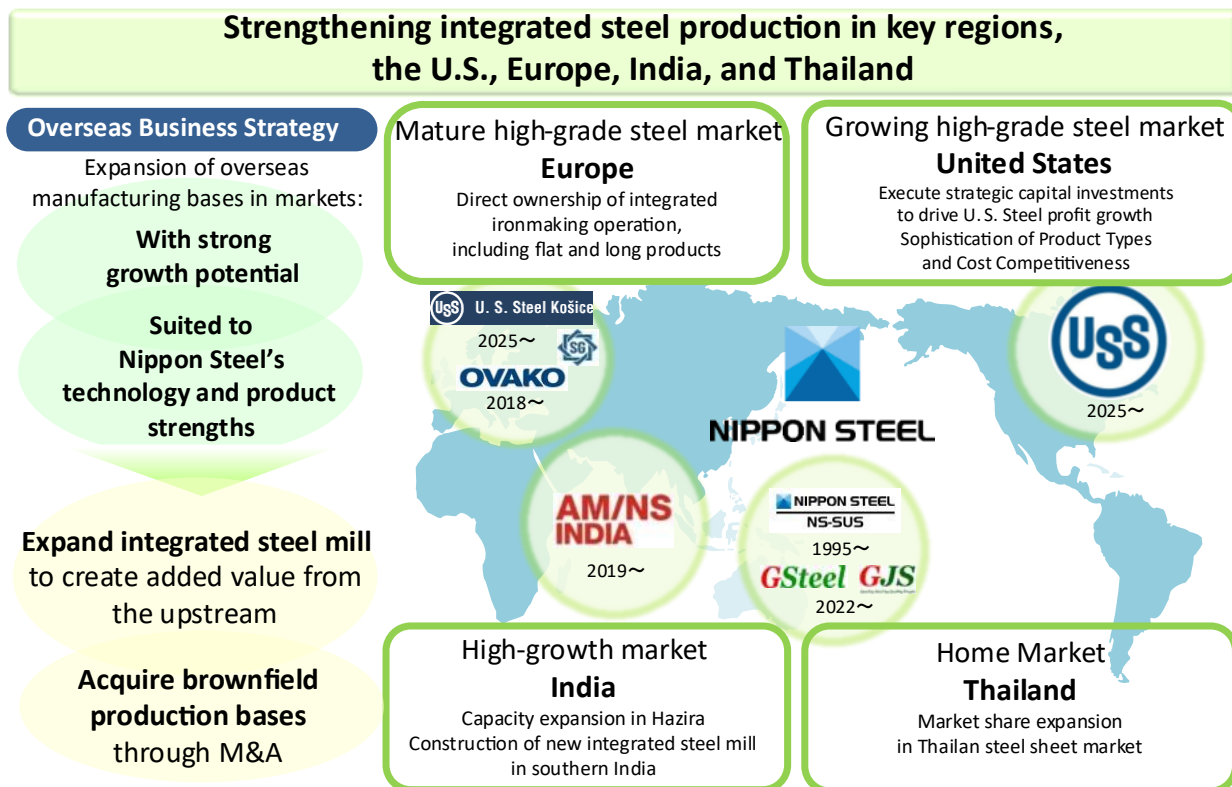 Strengthening integrated steel production in key regions,
the U.S., Europe, India, and Thailand
Overseas Business Strategy
Expansion of overseas
manufacturing bases in markets:
With strong
growth potential
Suited to
Nippon Steel's
technology and product
strengths
Expand integrated steel mill
to create added value from
the upstream
Acquire brownfield
production bases
through M&A
Mature high-grade steel market
Europe
Direct ownership of integrated
ironmaking operation,
including flat and long products
Growing high-grade steel market
United States
Execute strategic capital investments
to drive U. S. Steel profit growth
Sophistication of Product Types
and Cost Competitiveness
USS U. S. Steel Košice
2025～
SG
OVAKO
2018～
NIPPON STEEL
USS
2025～
AM/NS
INDIA
2019～
NIPPON STEEL
NS-SUS
1995～
GSteel GJS
2022～
High-growth market
India
Capacity expansion in Hazira
Construction of new integrated steel mill
in southern India
Home Market
Thailand
Market share expansion
in Thailan steel sheet market